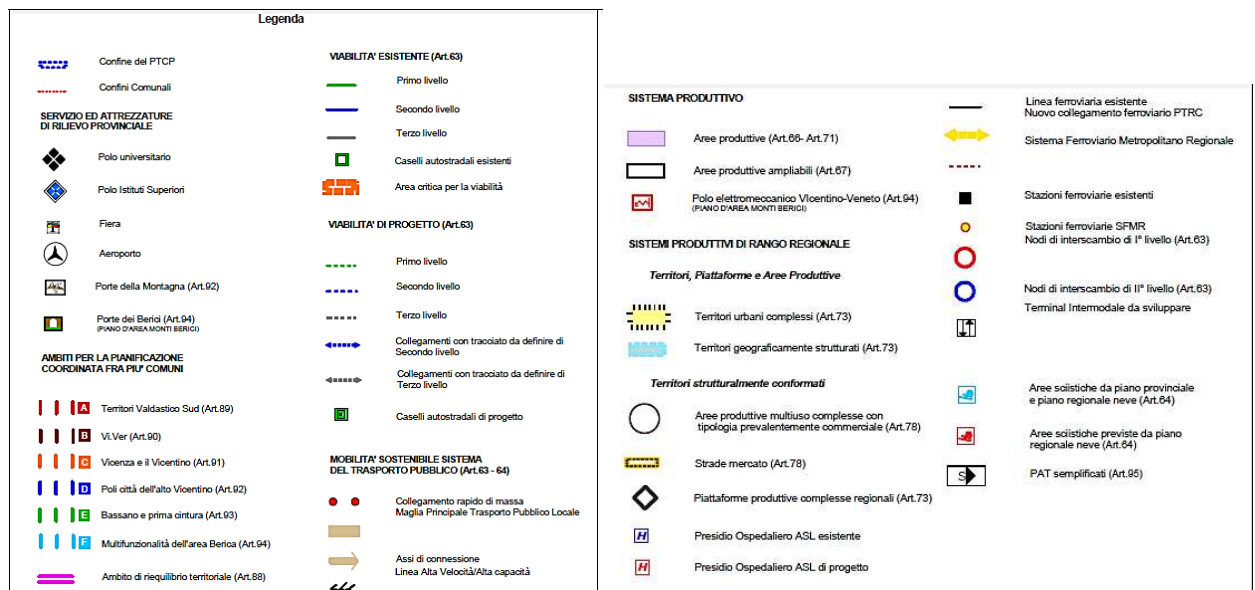 Legenda
Confine del PTCP
Confini Comunali
SERVIZIO ED ATTREZZATURE
DI RILIEVO PROVINCIALE
Polo universitario
Polo Istituti Superiori
Fiera
Aeroporto
Porte della Montagna (Art.92)
Porte dei Berici (Art.94)
(PIANO D'AREA MONTI BERICI)
AMBITI PER LA PIANIFICAZIONE
COORDINATA FRA PIU' COMUNI
A Territori Valdastico Sud (Art.89)
B Vi.Ver (Art.90)
C Vicenza e il Vicentino (Art.91)
D Poli città dell'alto Vicentino (Art.92)
E Bassano e prima cintura (Art.93)
F Multifunzionalità dell'area Berica (Art.94)
Ambito di riequilibrio territoriale (Art.88)
VIABILITA' ESISTENTE (Art.63)
Primo livello
Secondo livello
Terzo livello
Caselli autostradali esistenti
Area critica per la viabilità
VIABILITA' DI PROGETTO (Art.63)
Primo livello
Secondo livello
Terzo livello
Collegamenti con tracciato da definire di
Secondo livello
Collegamenti con tracciato da definire di
Terzo livello
Caselli autostradali di progetto
MOBILITA' SOSTENIBILE SISTEMA
DEL TRASPORTO PUBBLICO (Art.63 - 64)
Collegamento rapido di massa
Maglia Principale Trasporto Pubblico Locale
Assi di connessione
Linea Alta Velocità/Alta capacità
SISTEMA PRODUTTIVO
Aree produttive (Art.66- Art.71)
Aree produttive ampliabili (Art.67)
Polo elettromeccanico VIcentino-Veneto (Art.94)
(PIANO D'AREA MONTI BERICI)
SISTEMI PRODUTTIVI DI RANGO REGIONALE
Territori, Piattaforme e Aree Produttive
Territori urbani complessi (Art.73)
Territori geograficamente strutturati (Art.73)
Territori strutturalmente conformati
Aree produttive multiuso complesse con
tipologia prevalentemente commerciale (Art.78)
Strade mercato (Art.78)
Piattaforme produttive complesse regionali (Art.73)
H Presidio Ospedaliero ASL esistente
H Presidio Ospedaliero ASL di progetto
Linea ferroviaria esistente
Nuovo collegamento ferroviario PTRC
Sistema Ferroviario Metropolitano Regionale
Stazioni ferroviarie esistenti
Stazioni ferroviarie SFMR
Nodi di interscambio di I° livello (Art.63)
Nodi di interscambio di II° livello (Art.63)
Terminal Intermodale da sviluppare
Aree sciistiche da piano provinciale
e piano regionale neve (Art.64)
Aree sciistiche previste da piano
regionale neve (Art.64)
S PAT semplificati (Art.95)